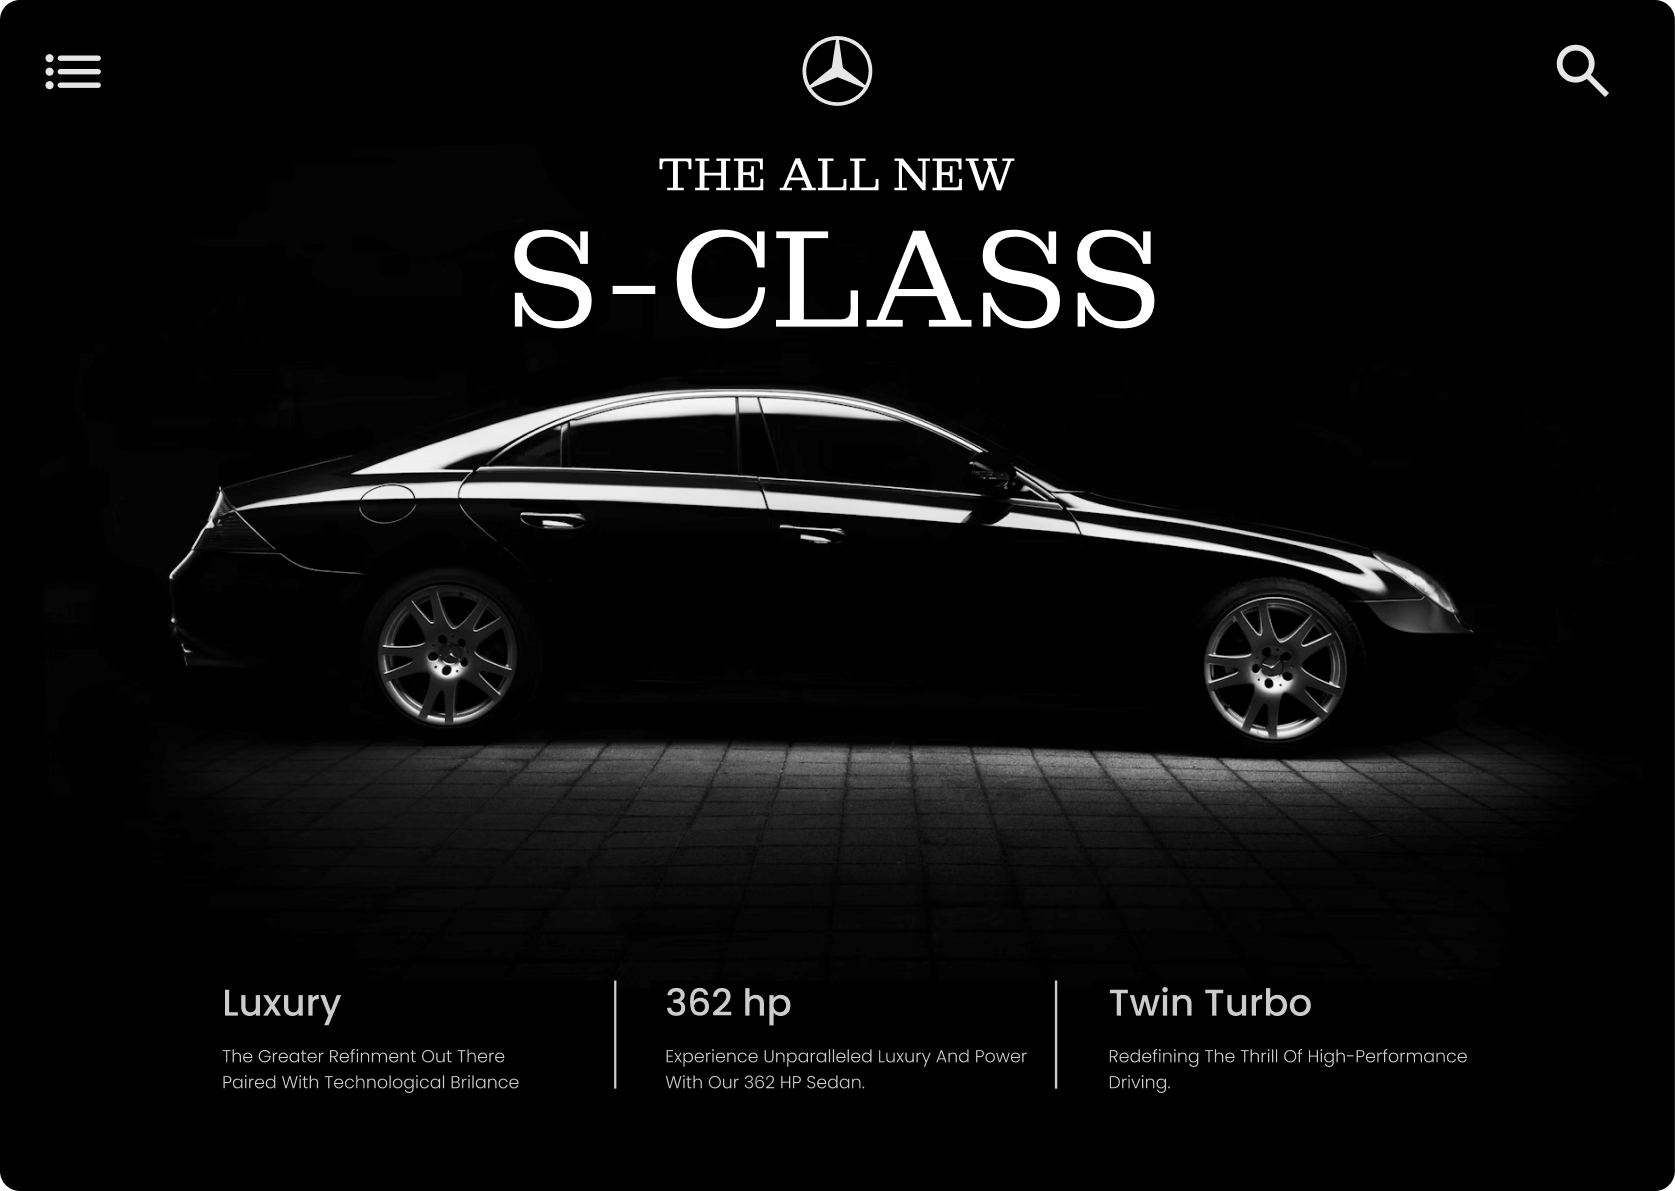 THE ALL NEW
S-CLASS
Luxury
The Greater Refinment Out There
Paired With Technological Brilance
362 hp
Experience Unparalleled Luxury And Power
With Our 362 HP Sedan.
Twin Turbo
Redefining The Thrill Of High-Performance
Driving.